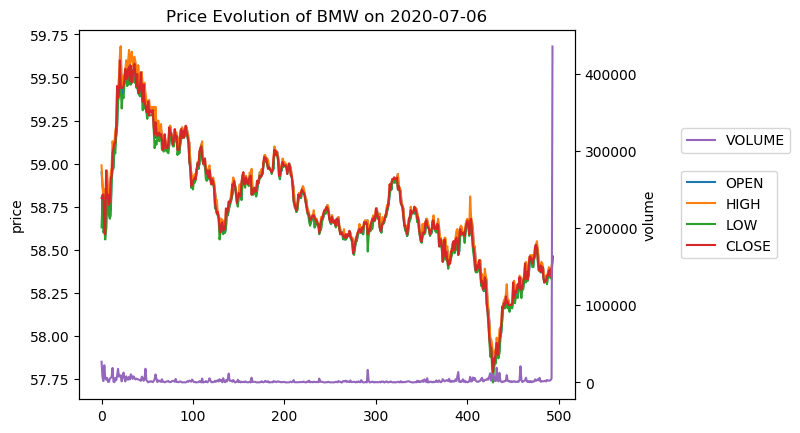 Price Evolution of BMW on 2020-07-06
price
59.75
59.50
59.25
59.00
58.75
58.50
58.25
58.00
57.75
0
100
200
300
400
500
400000
300000
200000
100000
0
volume
VOLUME
OPEN
HIGH
LOW
CLOSE